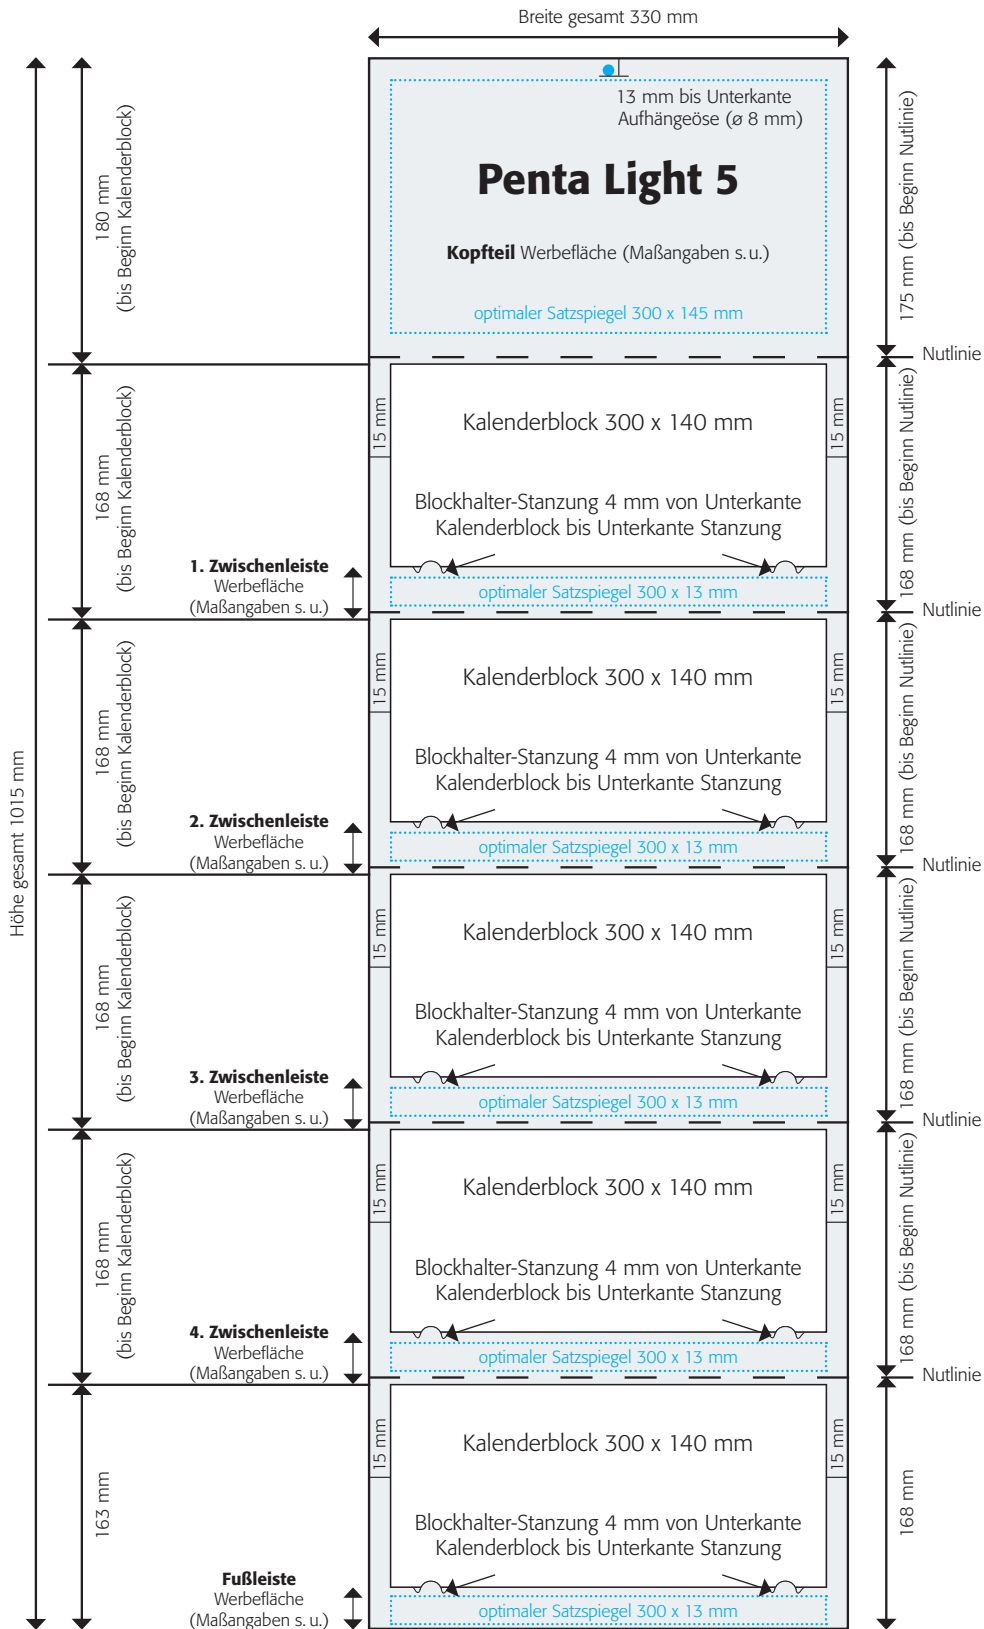 Breite gesamt 330 mm
13 mm bis Unterkante
Aufhängeöse (ø 8 mm)
Penta Light 5
Kopfteil Werbefläche (Maßangaben s. u.)
optimaler Satzspiegel 300 x 145 mm
180 mm
(bis Beginn Kalenderblock)
175 mm (bis Beginn Nutlinie)
Nutlinie
Höhe gesamt 1015 mm
168 mm
(bis Beginn Kalenderblock)
15 mm
Kalenderblock 300 x 140 mm
15 mm
Blockhalter-Stanzung 4 mm von Unterkante
Kalenderblock bis Unterkante Stanzung
168 mm (bis Beginn Nutlinie)
1. Zwischenleiste
Werbefläche
(Maßangaben s. u.)
optimaler Satzspiegel 300 x 13 mm
Nutlinie
168 mm
(bis Beginn Kalenderblock)
15 mm
Kalenderblock 300 x 140 mm
15 mm
Blockhalter-Stanzung 4 mm von Unterkante
Kalenderblock bis Unterkante Stanzung
168 mm (bis Beginn Nutlinie)
2. Zwischenleiste
Werbefläche
(Maßangaben s. u.)
optimaler Satzspiegel 300 x 13 mm
Nutlinie
168 mm
(bis Beginn Kalenderblock)
15 mm
Kalenderblock 300 x 140 mm
15 mm
Blockhalter-Stanzung 4 mm von Unterkante
Kalenderblock bis Unterkante Stanzung
168 mm (bis Beginn Nutlinie)
3. Zwischenleiste
Werbefläche
(Maßangaben s. u.)
optimaler Satzspiegel 300 x 13 mm
Nutlinie
168 mm
(bis Beginn Kalenderblock)
15 mm
Kalenderblock 300 x 140 mm
15 mm
Blockhalter-Stanzung 4 mm von Unterkante
Kalenderblock bis Unterkante Stanzung
168 mm (bis Beginn Nutlinie)
4. Zwischenleiste
Werbefläche
(Maßangaben s. u.)
optimaler Satzspiegel 300 x 13 mm
Nutlinie
163 mm
15 mm
Kalenderblock 300 x 140 mm
15 mm
Blockhalter-Stanzung 4 mm von Unterkante
Kalenderblock bis Unterkante Stanzung
168 mm
Fußleiste
Werbefläche
(Maßangaben s. u.)
optimaler Satzspiegel 300 x 13 mm